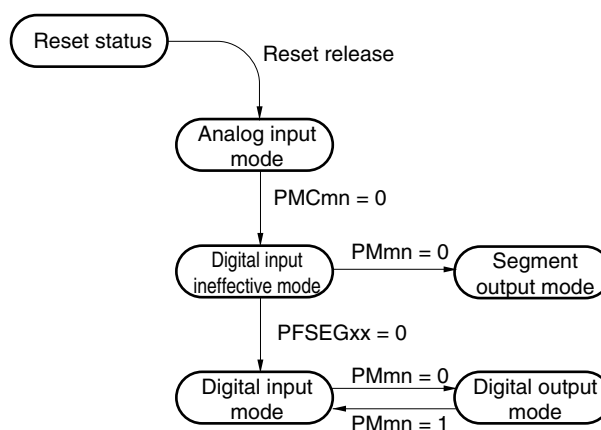 Reset status
Reset release
Analog input
mode
PMCmn = 0
Digital input
ineffective mode
PMmn = 0
Segment
output mode
PFSEGxx = 0
Digital input
mode
PMmn = 0
PMmn = 1
Digital output
mode